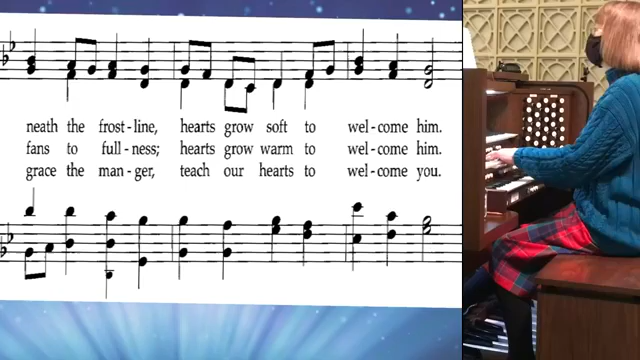 neath the frost - line, hearts grow soft to wel - come him.
fans to full - ness; hearts grow warm to wel - come him.
grace the man - ger, teach our hearts to wel - come you.